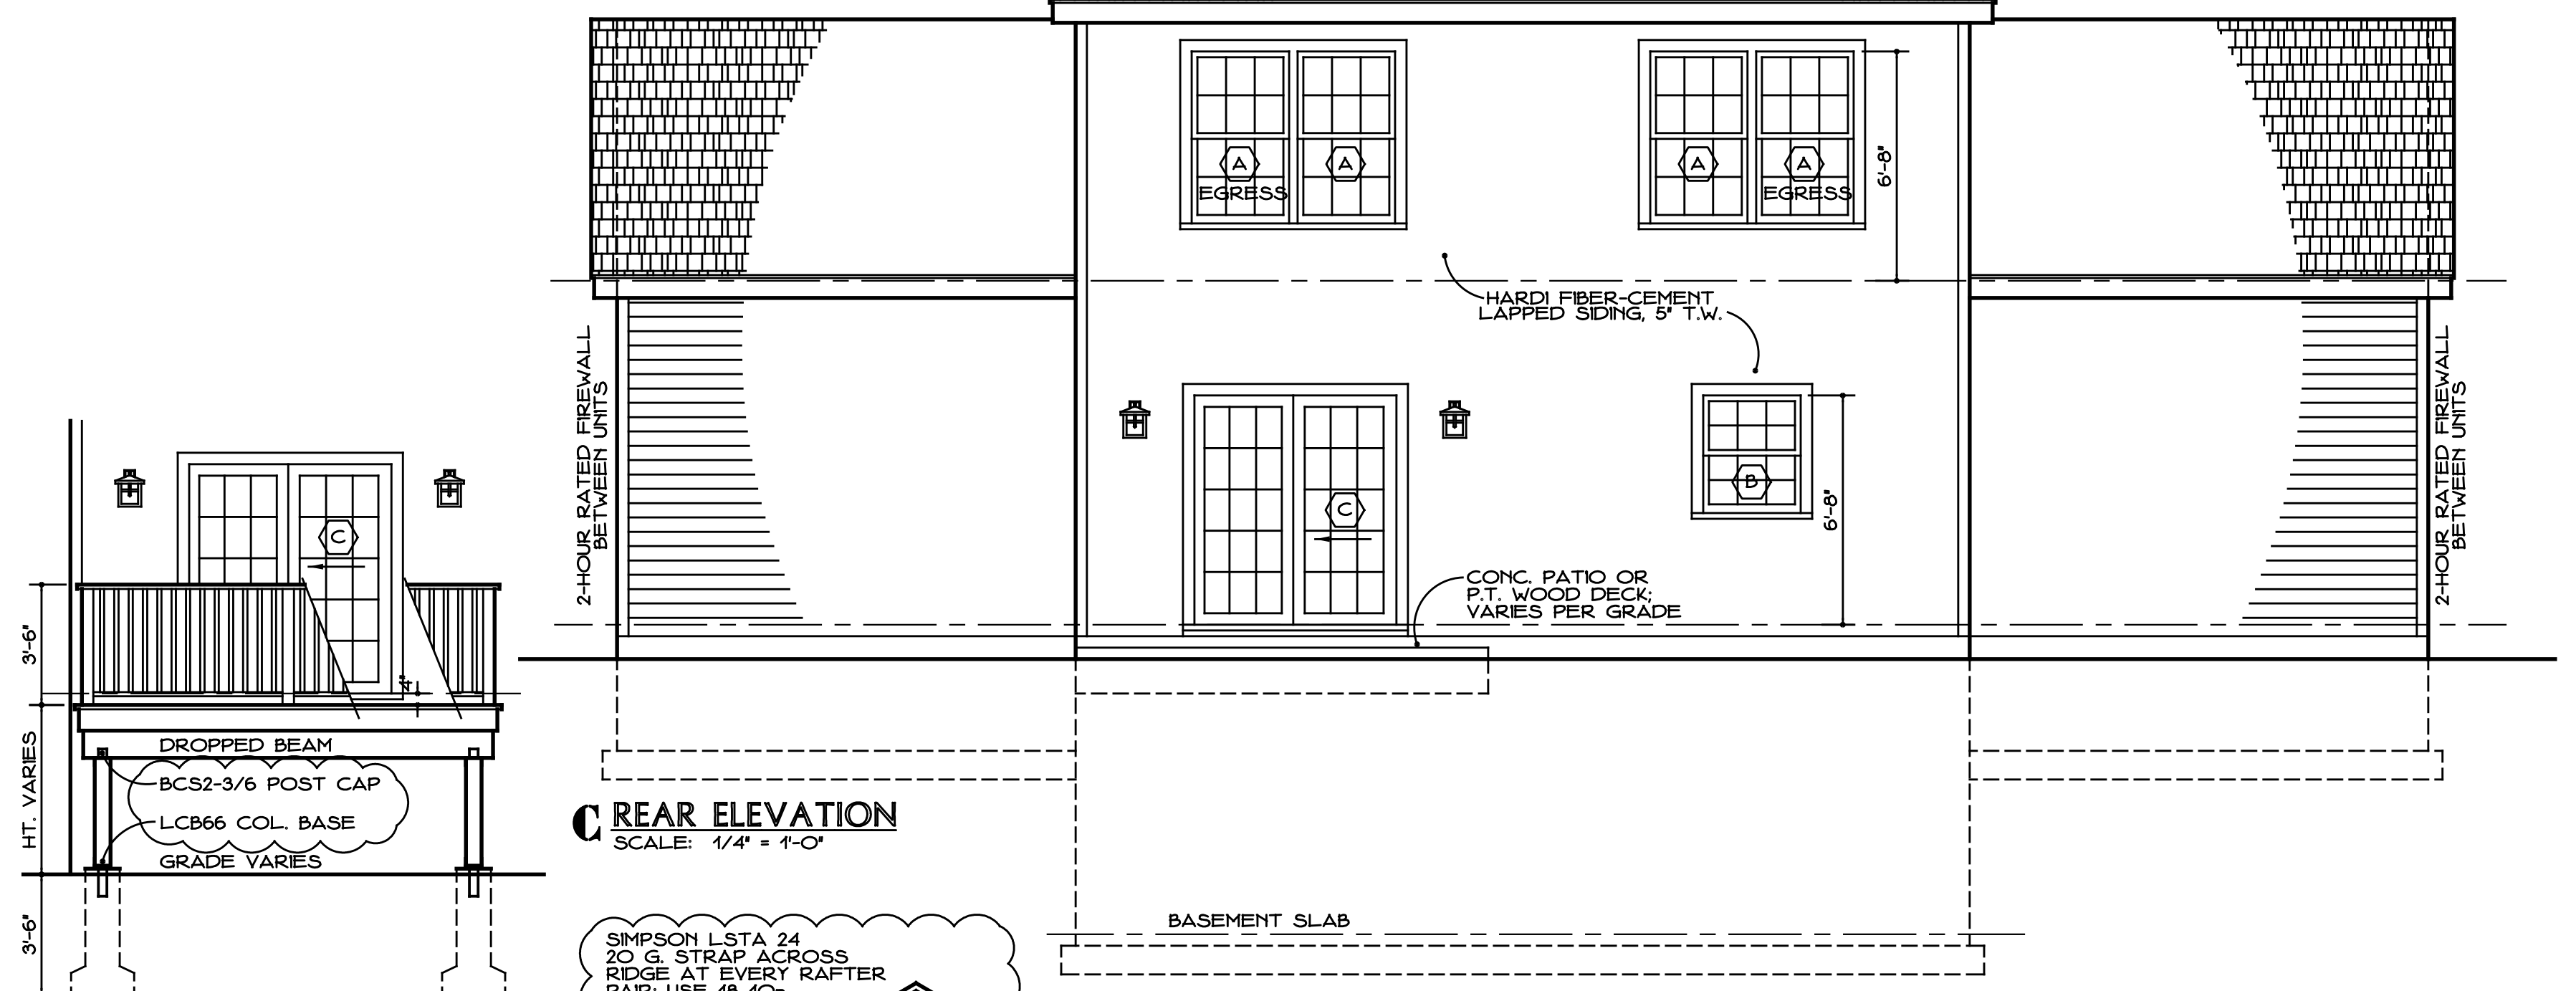 A
A
EGRESS
A
A
EGRESS
6'-8"
HARDI FIBER-CEMENT
LAPPED SIDING, 5" T.W.
2-HOUR RATED FIREWALL
BETWEEN UNITS
C
B
6'-8"
2-HOUR RATED FIREWALL
BETWEEN UNITS
CONC. PATIO OR
P.T. WOOD DECK;
VARIES PER GRADE
C
3'-6"
4"
HT. VARIES
DROPPED BEAM
BCS2-3/6 POST CAP
LCB66 COL. BASE
GRADE VARIES
3'-6"
C REAR ELEVATION
SCALE: 1/4" = 1'-0"
BASEMENT SLAB
SIMPSON LSTA 24
20 G. STRAP ACROSS
RIDGE AT EVERY RAFTER